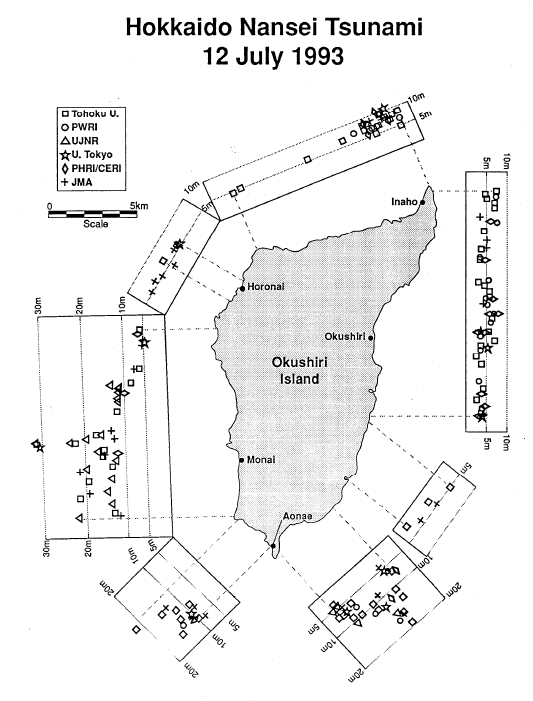 Hokkaido Nansei Tsunami
12 July 1993
Tohoku U.
PWRI
UJNR
U. Tokyo
PHRI/CERI
JMA
0 5km
Scale
10m
5m
10m
5m
5m
10m
Inaho
Horonai
30m
20m
10m
Okushiri
Okushiri
Island
5m
10m
Monai
5m
Aonae
30m
20m
10m
5m
20m
5m
10m
20m
5m
10m
20m
20m